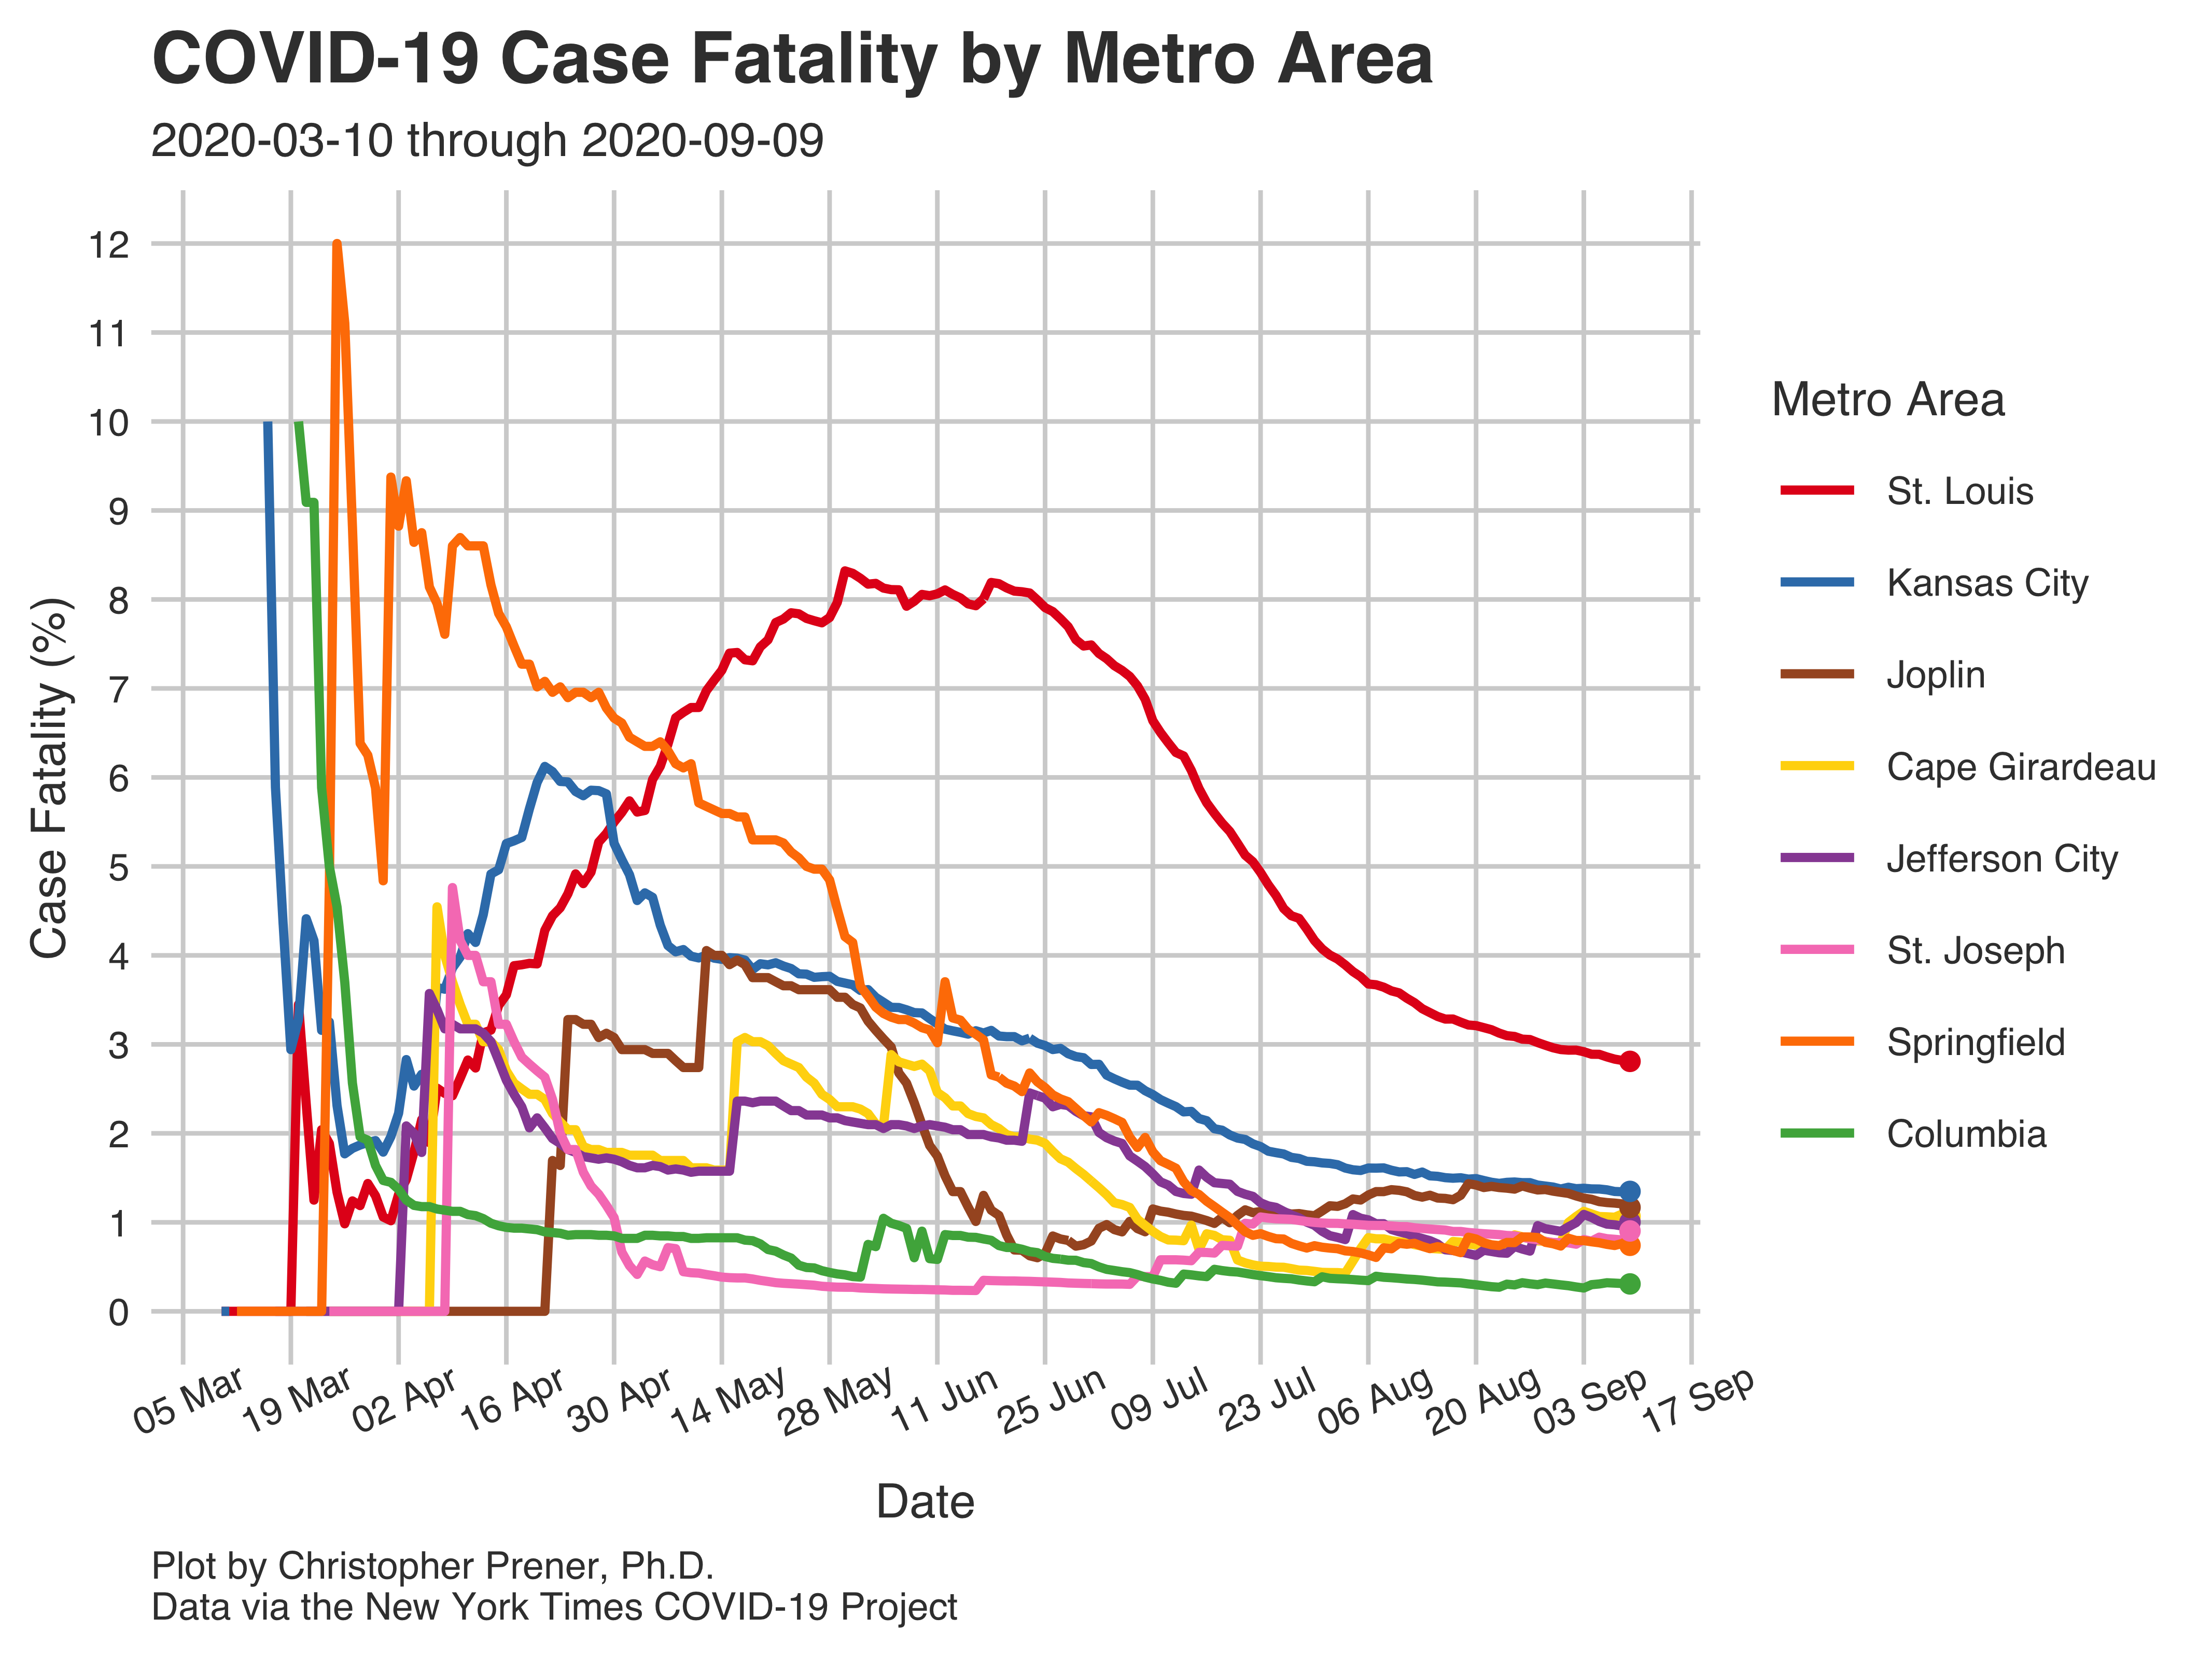 COVID-19 Case Fatality by Metro Area
2020-03-10 through 2020-09-09
Case Fatality (%)
12
11
10
9
8
7
6
5
4
3
2
1
0
05 Mar
19 Mar
02 Apr
16 Apr
30 Apr
14 May
28 May
11 Jun
25 Jun
09 Jul
23 Jul
06 Aug
20 Aug
03 Sep
17 Sep
Date
Metro Area
St. Louis
Kansas City
Joplin
Cape Girardeau
Jefferson City
St. Joseph
Springfield
Columbia
Plot by Christopher Prener, Ph.D.
Data via the New York Times COVID-19 Project